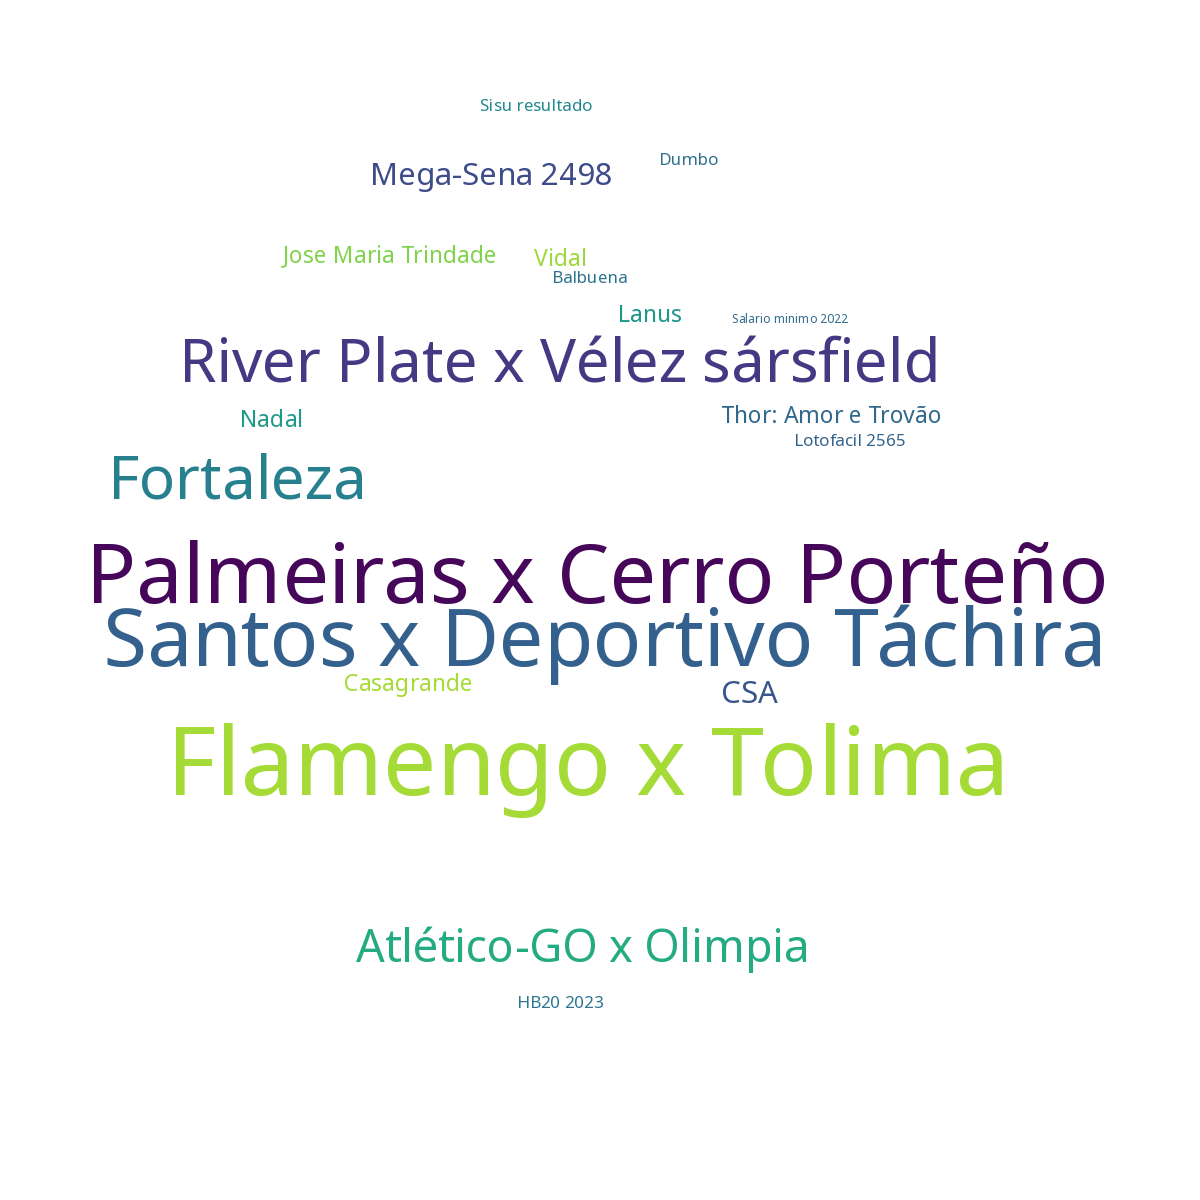 Sisu resultado
Dumbo
Mega-Sena 2498
Jose Maria Trindade
Vidal
Balbuena
Lanus
Salario minimo 2022
River Plate x Vélez sársfield
Nadal
Thor: Amor e Trovão
Lotofacil 2565
Fortaleza
Palmeiras x Cerro Porteño
Santos x Deportivo Táchira
Casagrande
CSA
Flamengo x Tolima
Atlético-GO x Olimpia
HB20 2023